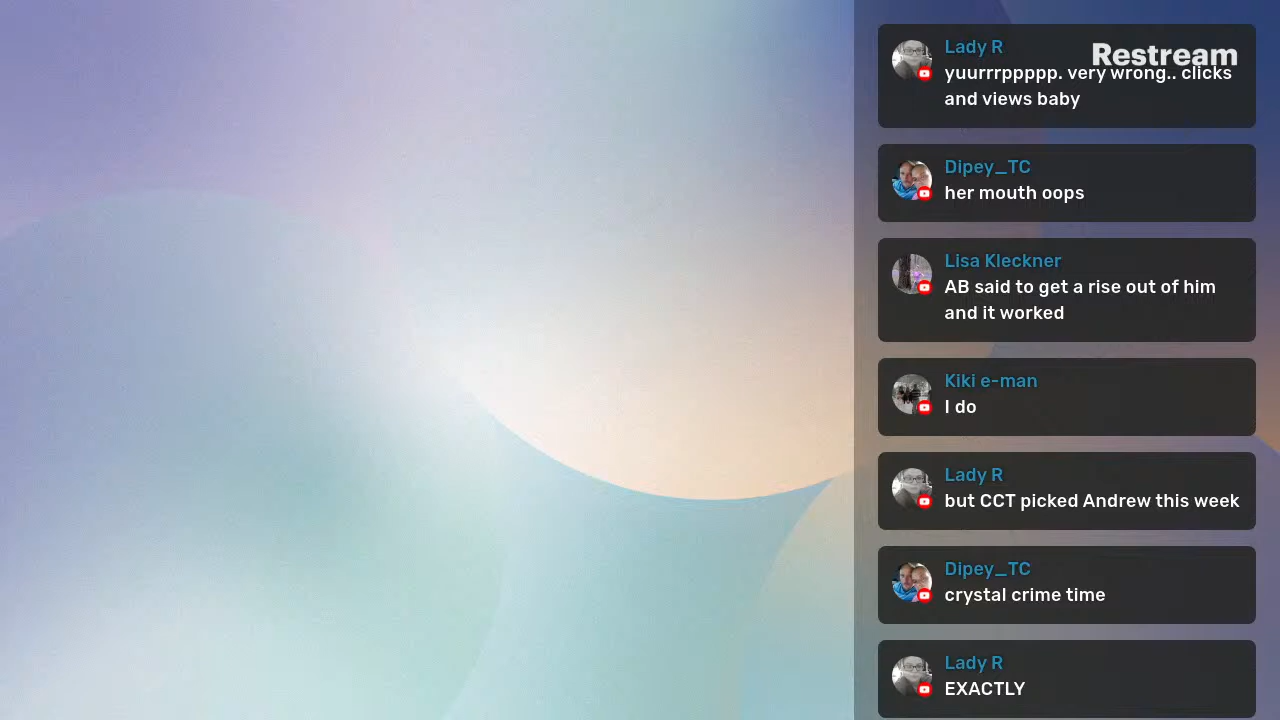 Lady R
Restream
yuurrrppppp. very wrong.. clicks
and views baby
Dipey_TC
her mouth oops
Lisa Kleckner
AB said to get a rise out of him
and it worked
Kiki e-man
I do
Lady R
but CCT picked Andrew this week
Dipey_TC
crystal crime time
Lady R
EXACTLY